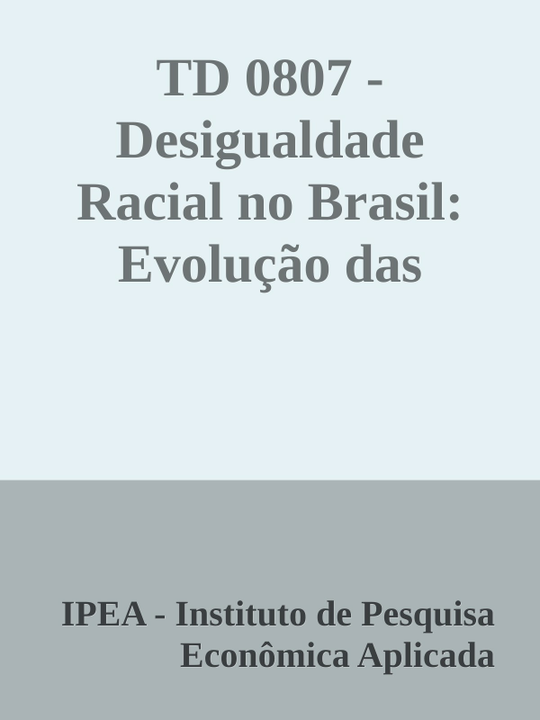 TD 0807 -
Desigualdade
Racial no Brasil:
Evolução das
IPEA - Instituto de Pesquisa
Econômica Aplicada